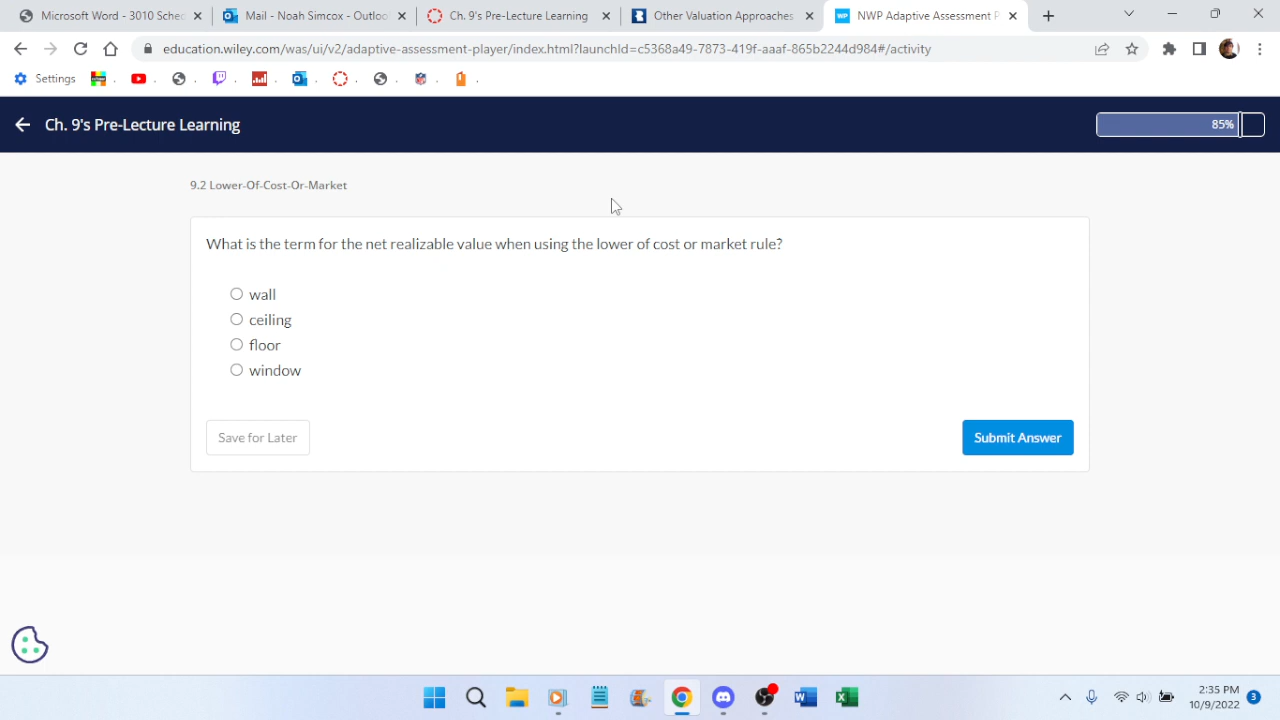 Microsoft Word - 3010 Sched
Mail - Noah Simcox - Outloo
Ch. 9's Pre-Lecture Learning
Other Valuation Approaches
NWP Adaptive Assessment P
education.wiley.com/was/ui/v2/adaptive-assessment-player/index.html?launchId=c5368a49-7873-419f-aaaf-865b2244d984#/activity
Settings
Ch. 9's Pre-Lecture Learning
85%
9.2 Lower-Of-Cost-Or-Market
What is the term for the net realizable value when using the lower of cost or market rule?
wall
ceiling
floor
window
Save for Later
Submit Answer
2:35 PM
10/9/2022
3